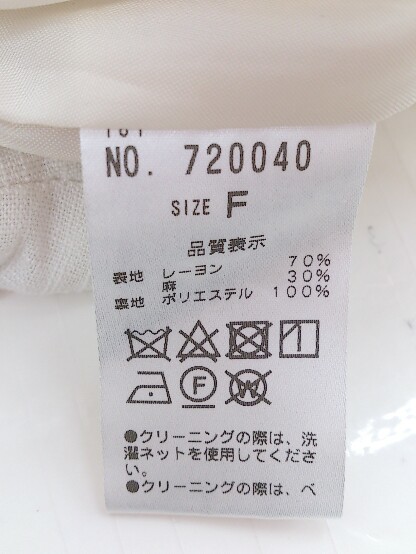 NO. 720040
SIZE F
品質表示
表地 レーヨン 70%
麻 30%
裏地 ポリエステル 100%
F
W
●クリーニングの際は、洗
濯ネットを使用してくださ
い。
●クリーニングの際は、ベ